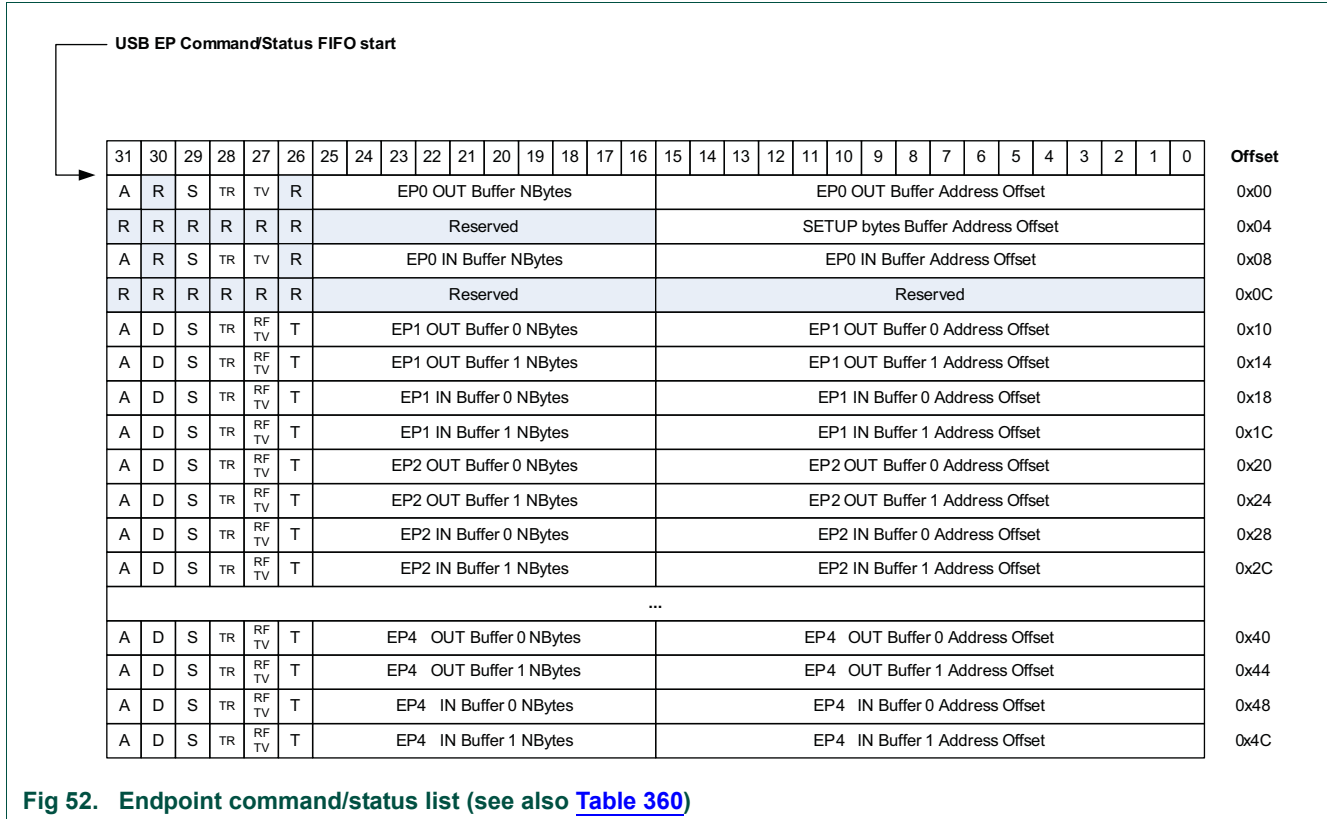 USB EP Command/Status FIFO start
31 30 29 28 27 26 25 24 23 22 21 20 19 18 17 16 15 14 13 12 11 10 9 8 7 6 5 4 3 2 1 0 Offset
A R S TR TV R EP0 OUT Buffer NBytes EP0 OUT Buffer Address Offset 0x00
R R R R R R Reserved SETUP bytes Buffer Address Offset 0x04
A R S TR TV R EP0 IN Buffer NBytes EP0 IN Buffer Address Offset 0x08
R R R R R R Reserved Reserved 0x0C
A D S TR RF TV T EP1 OUT Buffer 0 NBytes EP1 OUT Buffer 0 Address Offset 0x10
A D S TR RF TV T EP1 OUT Buffer 1 NBytes EP1 OUT Buffer 1 Address Offset 0x14
A D S TR RF TV T EP1 IN Buffer 0 NBytes EP1 IN Buffer 0 Address Offset 0x18
A D S TR RF TV T EP1 IN Buffer 1 NBytes EP1 IN Buffer 1 Address Offset 0x1C
A D S TR RF TV T EP2 OUT Buffer 0 NBytes EP2 OUT Buffer 0 Address Offset 0x20
A D S TR RF TV T EP2 OUT Buffer 1 NBytes EP2 OUT Buffer 1 Address Offset 0x24
A D S TR RF TV T EP2 IN Buffer 0 NBytes EP2 IN Buffer 0 Address Offset 0x28
A D S TR RF TV T EP2 IN Buffer 1 NBytes EP2 IN Buffer 1 Address Offset 0x2C
...
A D S TR RF TV T EP4 OUT Buffer 0 NBytes EP4 OUT Buffer 0 Address Offset 0x40
A D S TR RF TV T EP4 OUT Buffer 1 NBytes EP4 OUT Buffer 1 Address Offset 0x44
A D S TR RF TV T EP4 IN Buffer 0 NBytes EP4 IN Buffer 0 Address Offset 0x48
A D S TR RF TV T EP4 IN Buffer 1 NBytes EP4 IN Buffer 1 Address Offset 0x4C
Fig 52. Endpoint command/status list (see also Table 360)